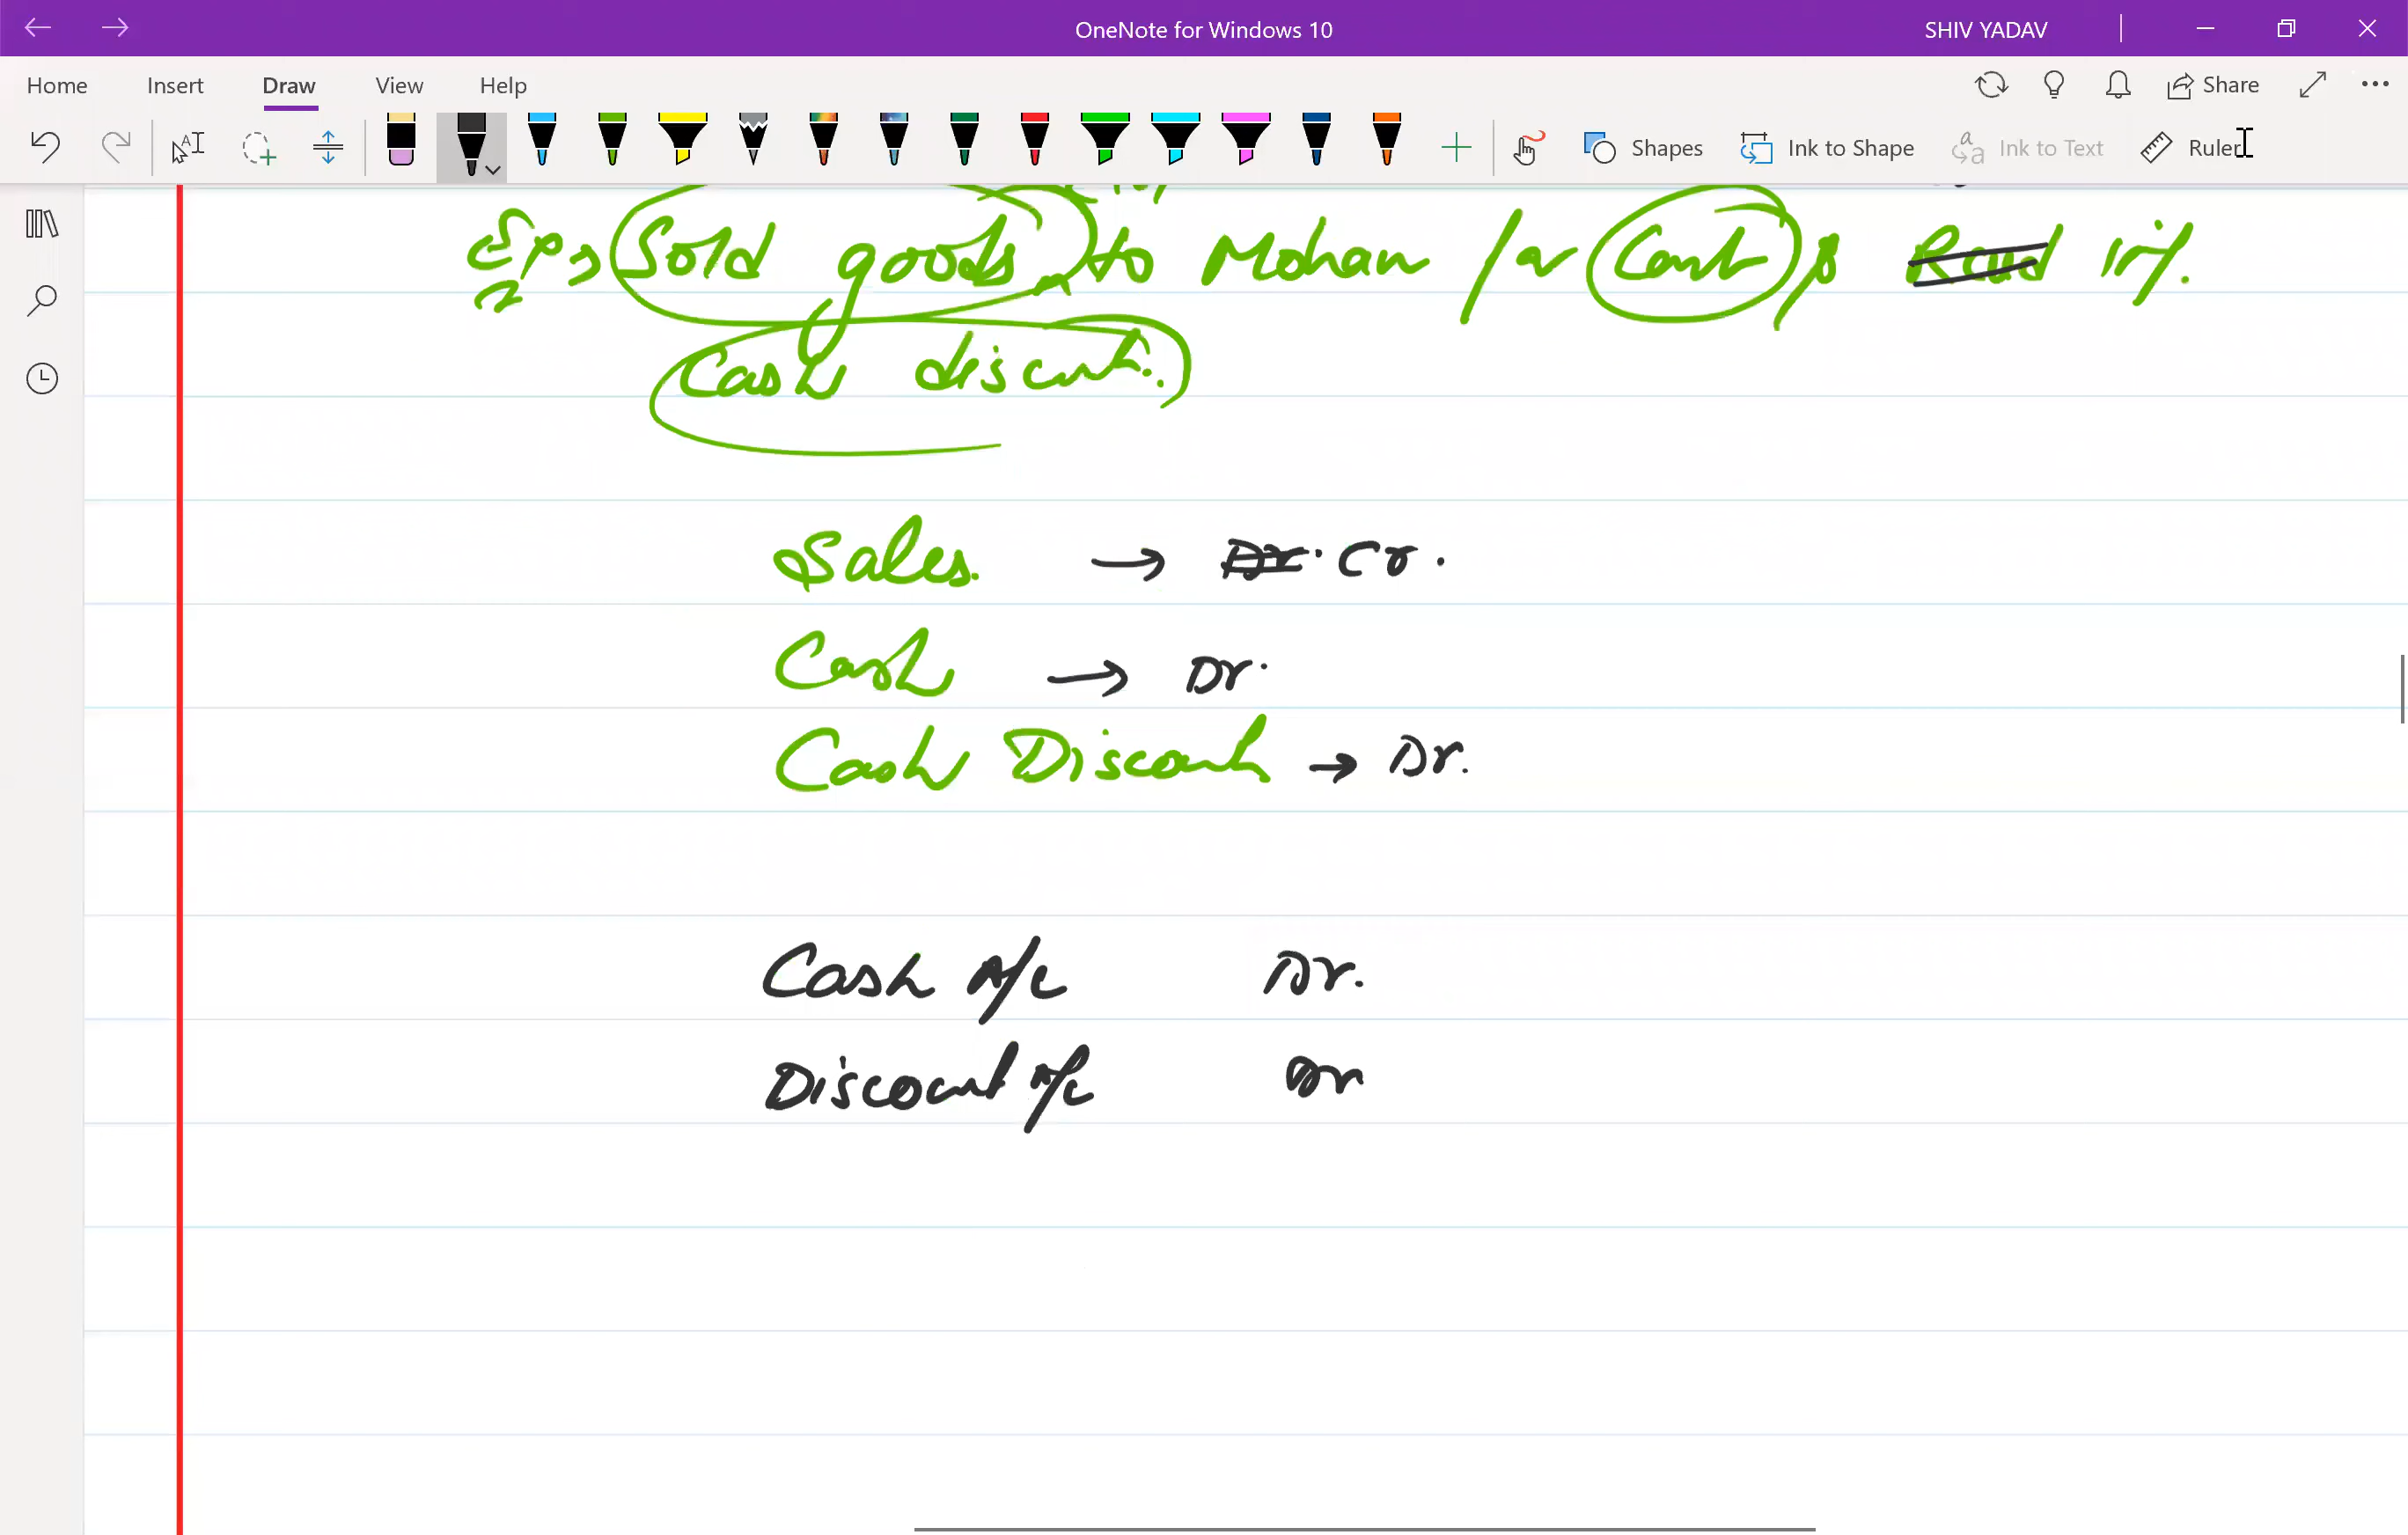 OneNote for Windows 10 SHIV YADAV
Home Insert Draw View Help Share
Shapes Ink to Shape Ink to Text Ruler
Sold goods to Mohan for Cash &
Cash discount.
Sales. → Dr. Cr.
Cash → Dr.
Cash Discount → Dr.
Cash A/c Dr.
Discount A/c Dr